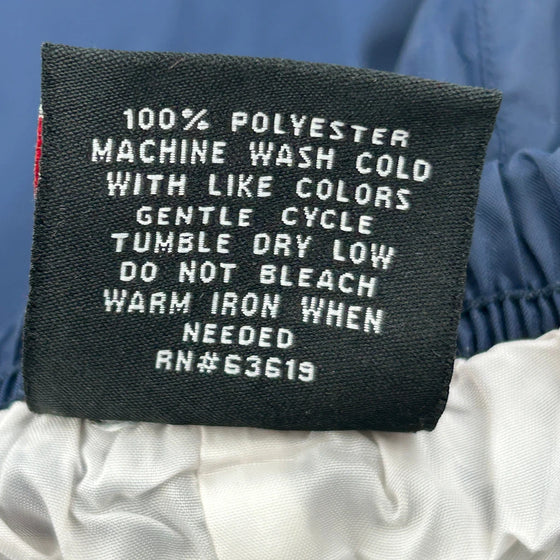 100% POLYESTER
MACHINE WASH COLD
WITH LIKE COLORS
GENTLE CYCLE
TUMBLE DRY LOW
DO NOT BLEACH
WARM IRON WHEN
NEEDED
RN#63619